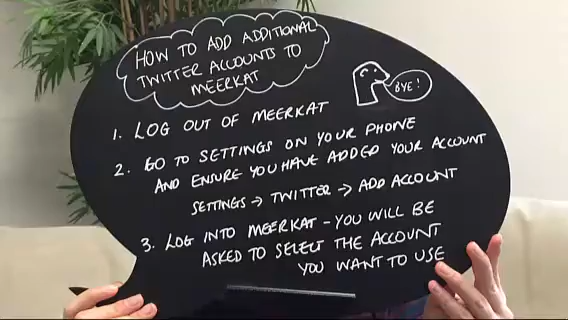 HOW TO ADD ADDITIONAL
TWITTER ACCOUNTS TO
MEERKAT
BYE!
1. LOG OUT OF MEERKAT
2. GO TO SETTINGS ON YOUR PHONE
AND ENSURE YOU HAVE ADDED YOUR ACCOUNT
SETTINGS → TWITTER → ADD ACCOUNT
3. LOG INTO MEERKAT - YOU WILL BE
ASKED TO SELECT THE ACCOUNT
YOU WANT TO USE